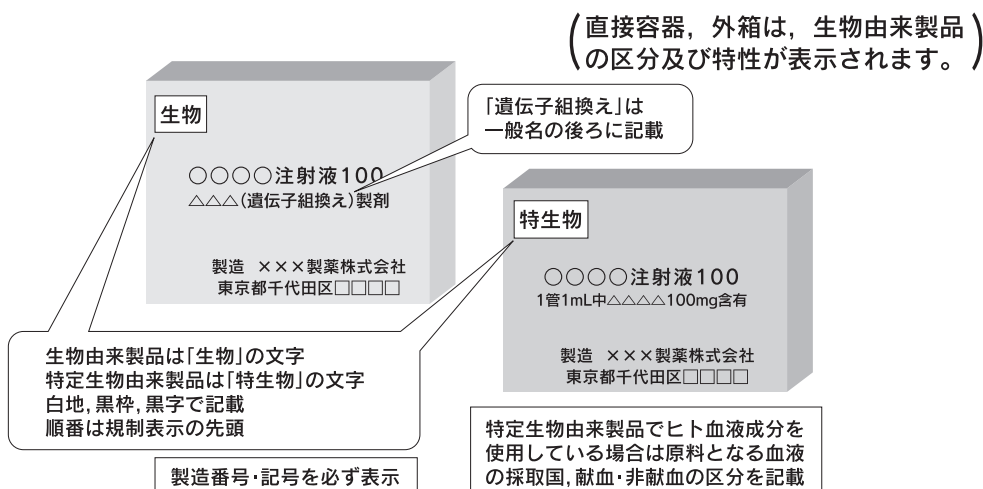 (直接容器，外箱は，生物由来製品
の区分及び特性が表示されます。)
生物
「遺伝子組換え」は
一般名の後ろに記載
○○○○注射液100
△△△(遺伝子組換え)製剤
製造 ×××製薬株式会社
東京都千代田区□□□□
特生物
○○○○注射液100
1管1mL中△△△△100mg含有
製造 ×××製薬株式会社
東京都千代田区□□□□
生物由来製品は「生物」の文字
特定生物由来製品は「特生物」の文字
白地,黒枠,黒字で記載
順番は規制表示の先頭
製造番号・記号を必ず表示
特定生物由来製品でヒト血液成分を
使用している場合は原料となる血液
の採取国,献血・非献血の区分を記載